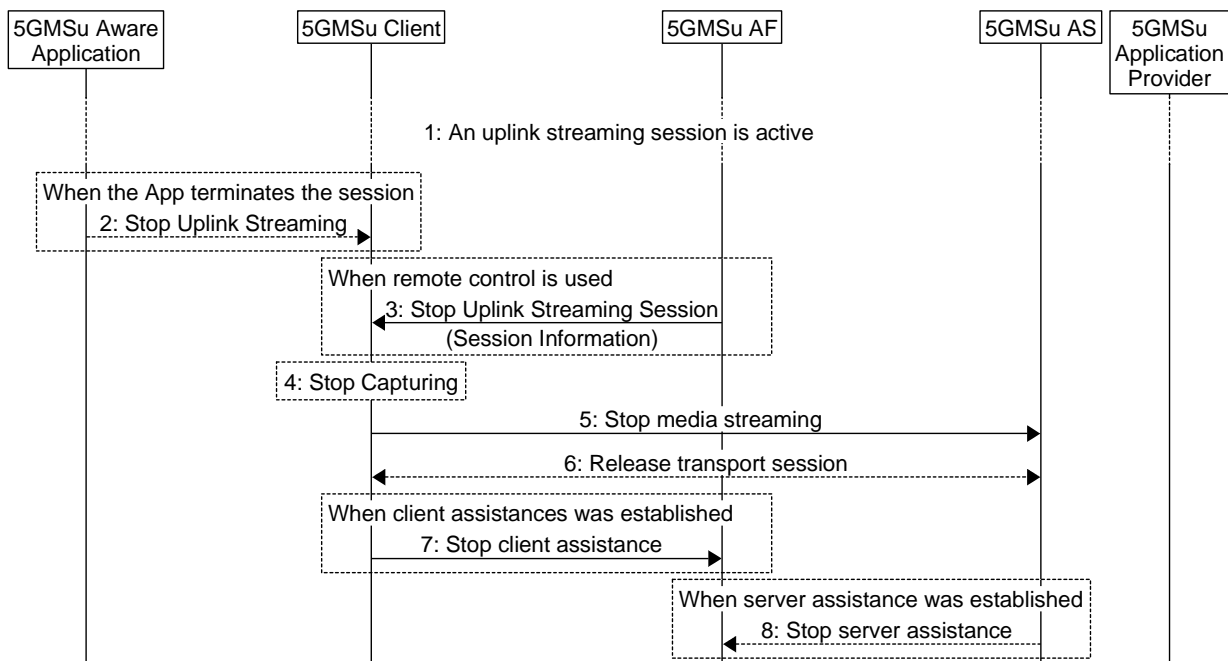 5GMSu Aware
Application
5GMSu Client
5GMSu AF
5GMSu AS
5GMSu
Application
Provider
1: An uplink streaming session is active
When the App terminates the session
2: Stop Uplink Streaming
When remote control is used
3: Stop Uplink Streaming Session
(Session Information)
4: Stop Capturing
5: Stop media streaming
6: Release transport session
When client assistances was established
7: Stop client assistance
When server assistance was established
8: Stop server assistance